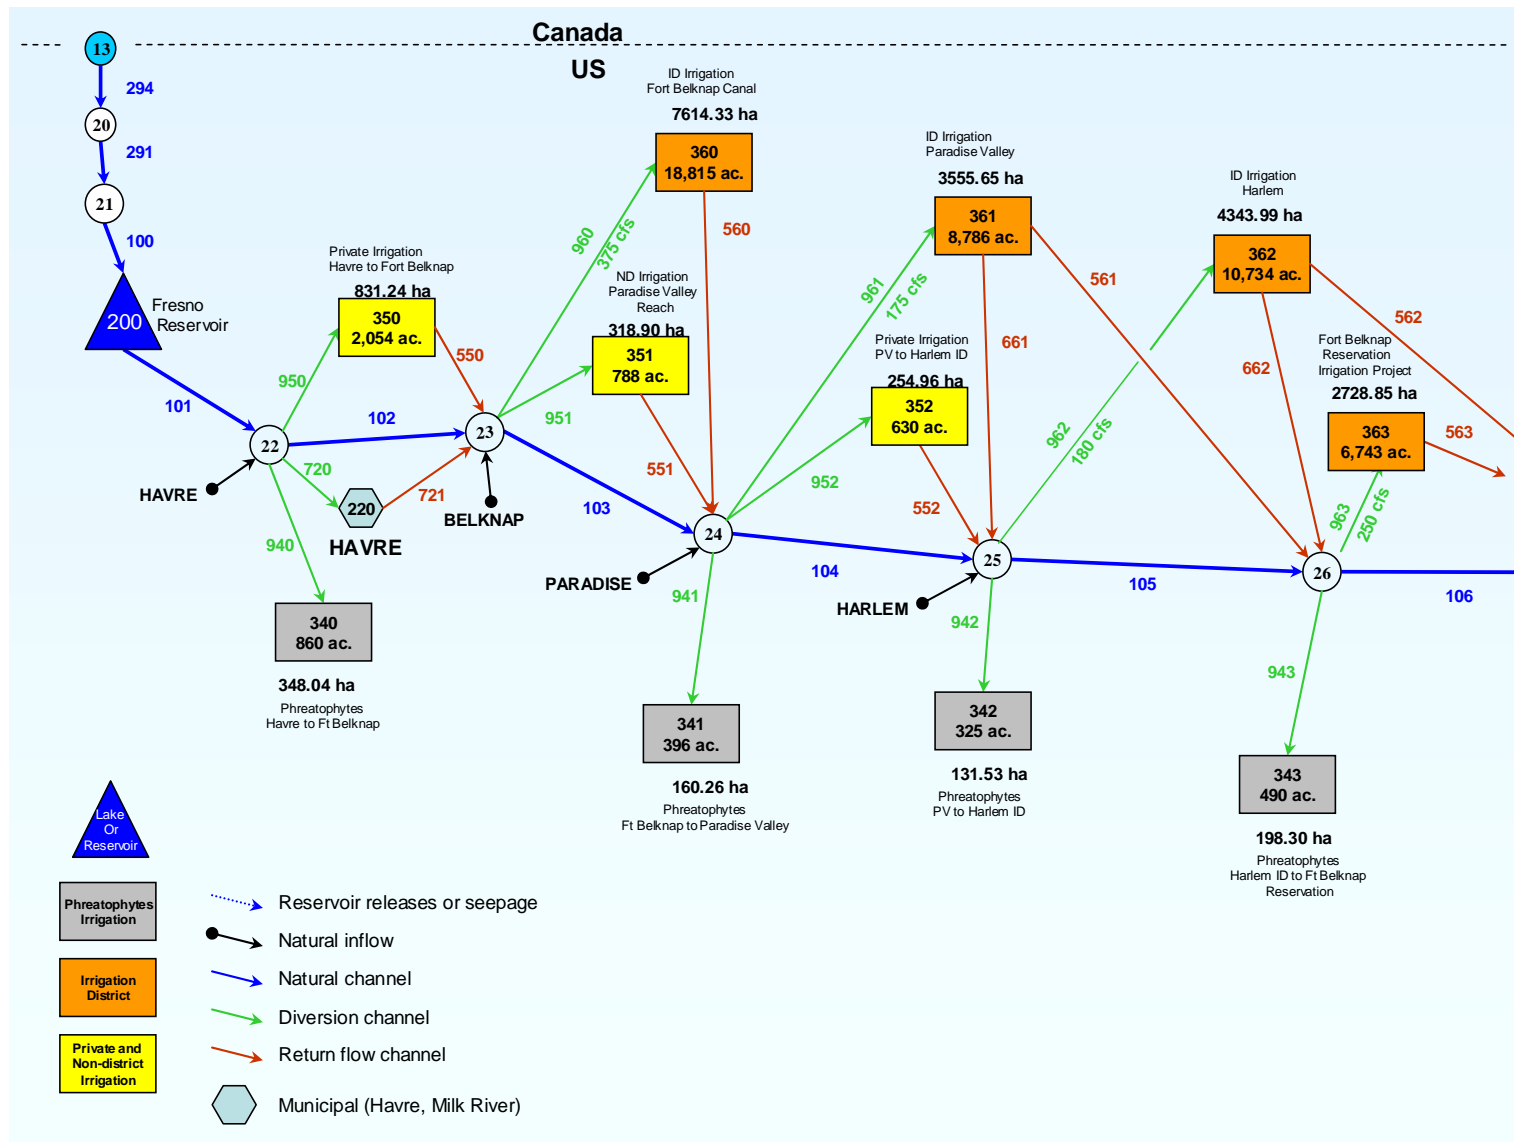 Canada
13
US
294
20
291
21
100
200
Fresno
Reservoir
101
22
HAVRE
950
Private Irrigation
Havre to Fort Belknap
831.24 ha
350
2,054 ac.
550
102
720
220
HAVRE
721
940
340
860 ac.
348.04 ha
Phreatophytes
Havre to Ft Belknap
23
BELKNAP
ID Irrigation
Fort Belknap Canal
7614.33 ha
360
18,815 ac.
960
375 cfs
560
ND Irrigation
Paradise Valley
Reach
318.90 ha
351
788 ac.
951
551
103
24
PARADISE
941
341
396 ac.
160.26 ha
Phreatophytes
Ft Belknap to Paradise Valley
ID Irrigation
Paradise Valley
3555.65 ha
361
8,786 ac.
961
175 cfs
561
661
Private Irrigation
PV to Harlem ID
254.96 ha
352
630 ac.
952
552
104
25
HARLEM
942
342
325 ac.
131.53 ha
Phreatophytes
PV to Harlem ID
ID Irrigation
Harlem
4343.99 ha
362
10,734 ac.
962
180 cfs
562
662
Fort Belknap
Reservation
Irrigation Project
2728.85 ha
363
6,743 ac.
563
963
250 cfs
105
26
106
943
343
490 ac.
198.30 ha
Phreatophytes
Harlem ID to Ft Belknap
Reservation
Lake
Or
Reservoir
Phreatophytes
Irrigation
Irrigation
District
Private and
Non-district
Irrigation
Reservoir releases or seepage
Natural inflow
Natural channel
Diversion channel
Return flow channel
Municipal (Havre, Milk River)